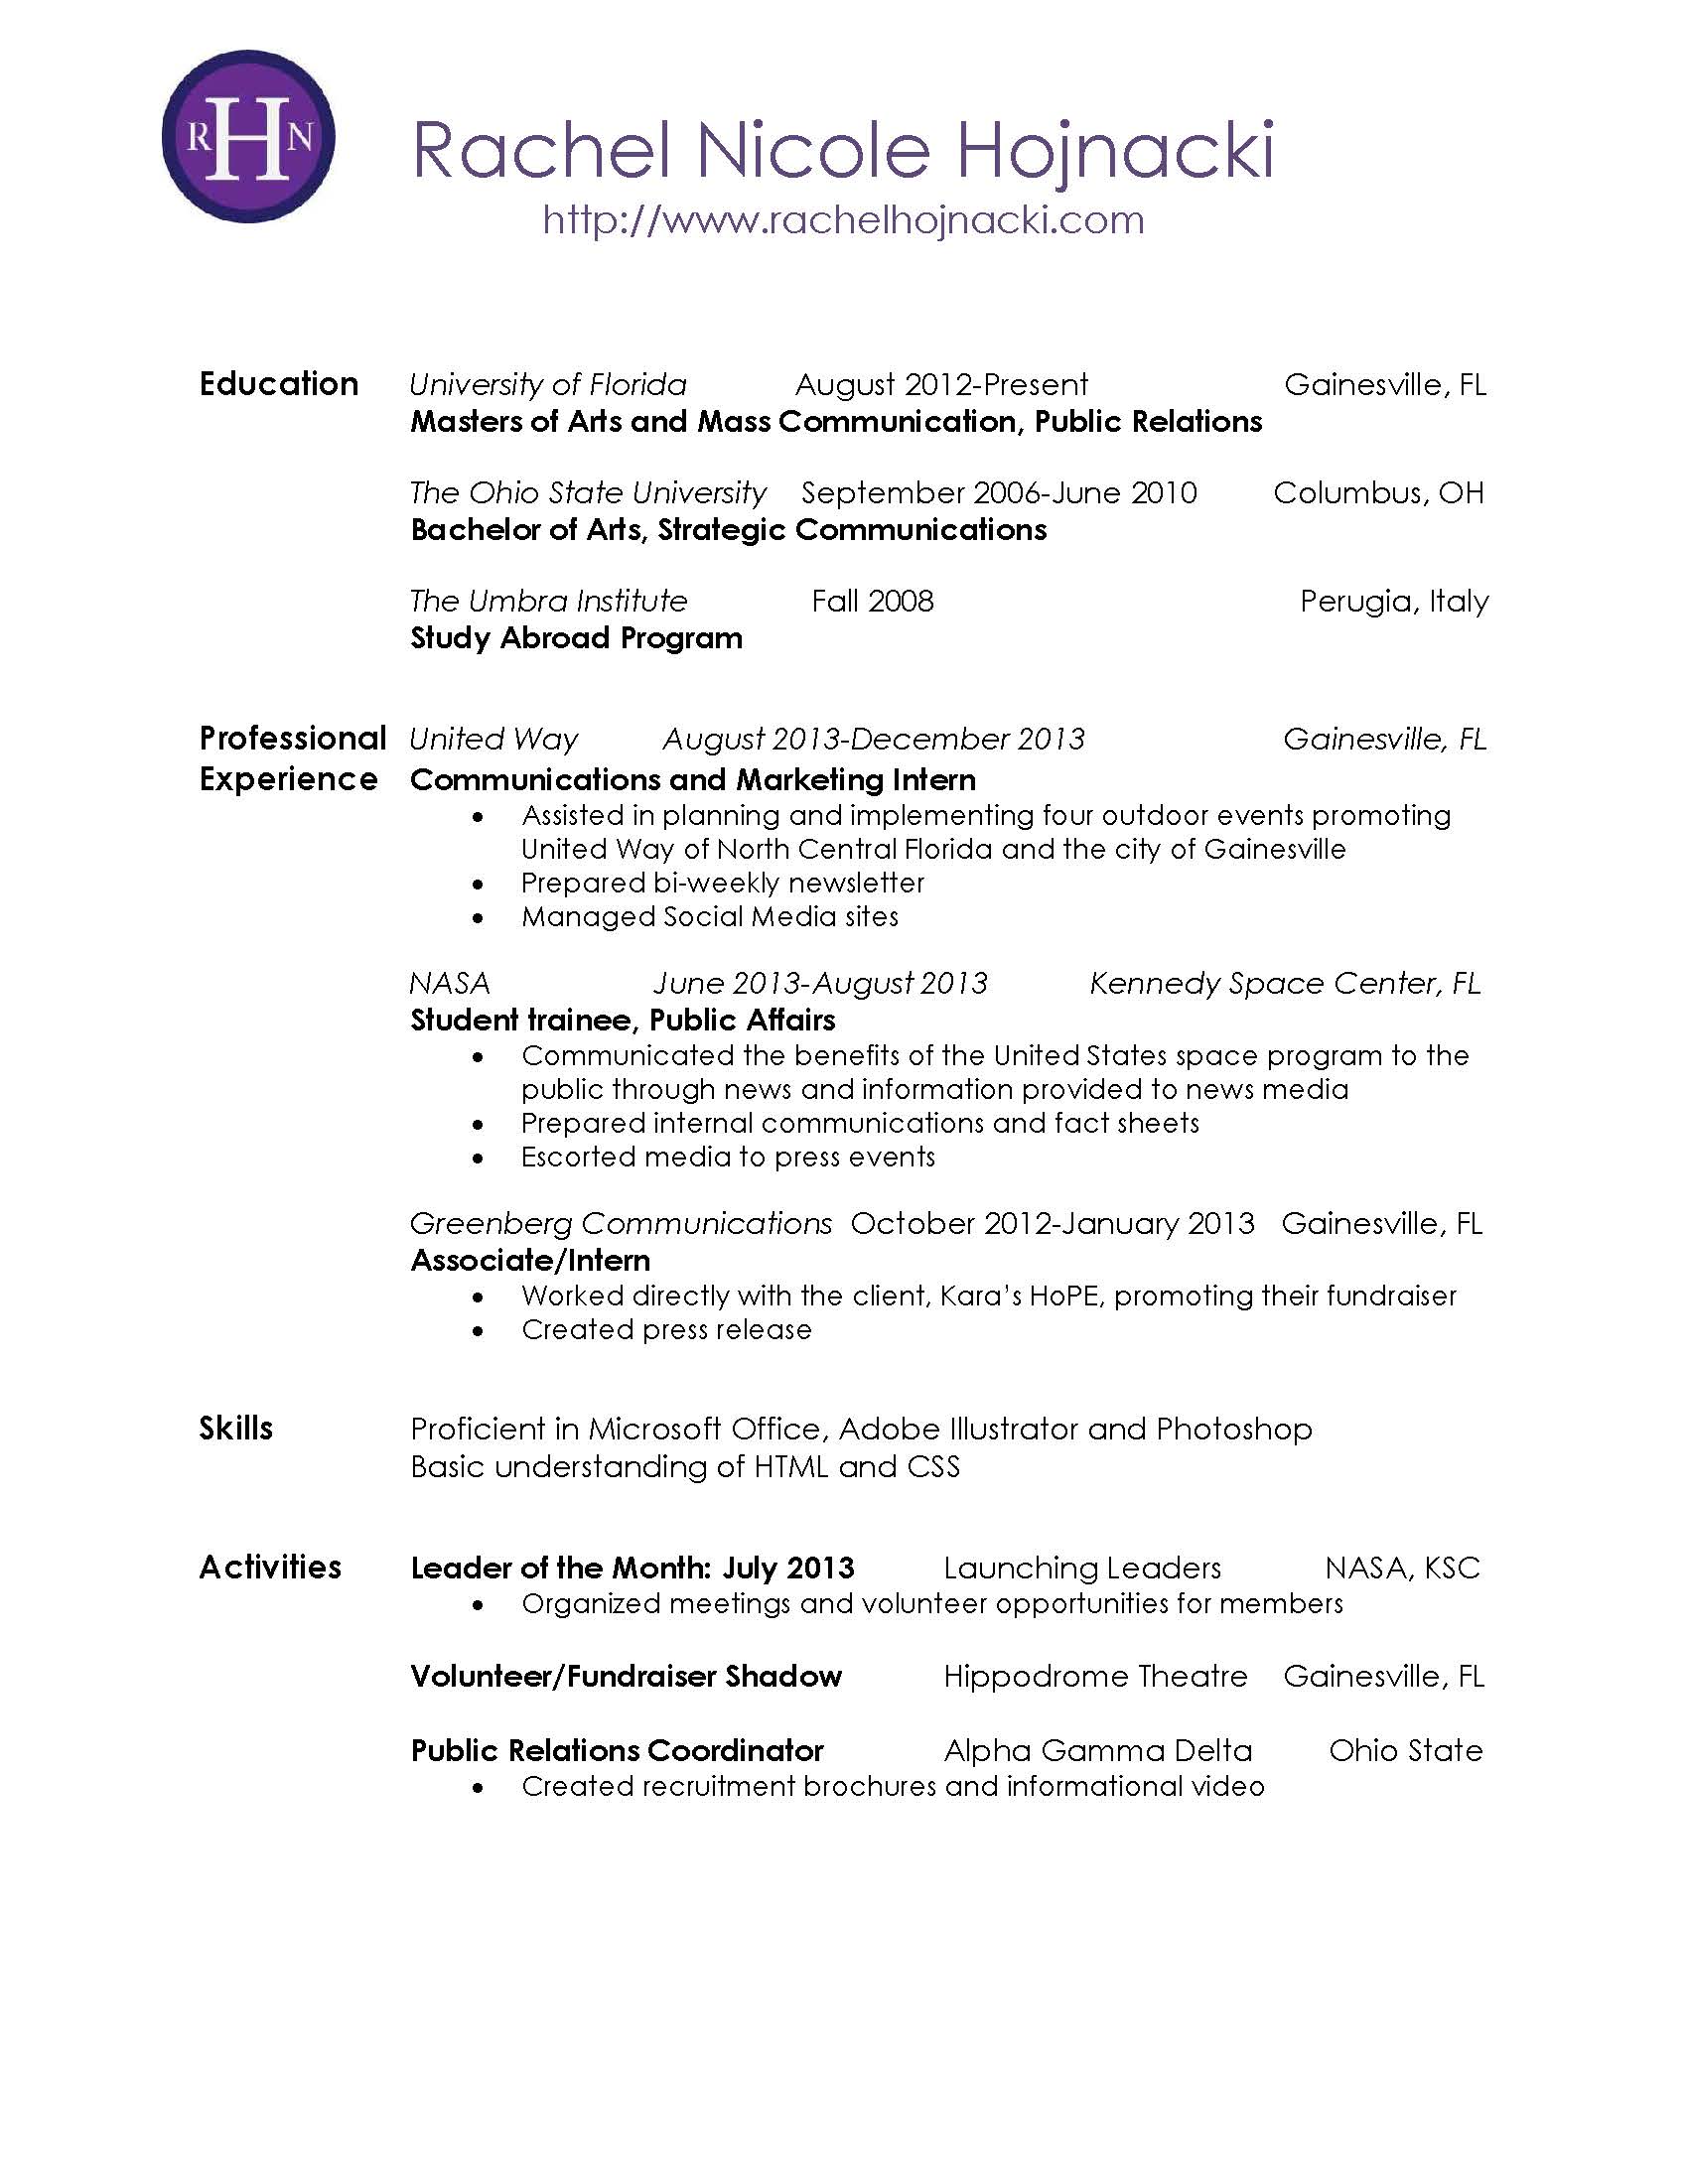 R H N
Rachel Nicole Hojnacki
http://www.rachelhojnacki.com
Education University of Florida August 2012-Present Gainesville, FL
Masters of Arts and Mass Communication, Public Relations
The Ohio State University September 2006-June 2010 Columbus, OH
Bachelor of Arts, Strategic Communications
The Umbra Institute Fall 2008 Perugia, Italy
Study Abroad Program
Professional United Way August 2013-December 2013 Gainesville, FL
Experience Communications and Marketing Intern
• Assisted in planning and implementing four outdoor events promoting
United Way of North Central Florida and the city of Gainesville
• Prepared bi-weekly newsletter
• Managed Social Media sites
NASA June 2013-August 2013 Kennedy Space Center, FL
Student trainee, Public Affairs
• Communicated the benefits of the United States space program to the
public through news and information provided to news media
• Prepared internal communications and fact sheets
• Escorted media to press events
Greenberg Communications October 2012-January 2013 Gainesville, FL
Associate/Intern
• Worked directly with the client, Kara's HoPE, promoting their fundraiser
• Created press release
Skills Proficient in Microsoft Office, Adobe Illustrator and Photoshop
Basic understanding of HTML and CSS
Activities Leader of the Month: July 2013 Launching Leaders NASA, KSC
• Organized meetings and volunteer opportunities for members
Volunteer/Fundraiser Shadow Hippodrome Theatre Gainesville, FL
Public Relations Coordinator Alpha Gamma Delta Ohio State
• Created recruitment brochures and informational video